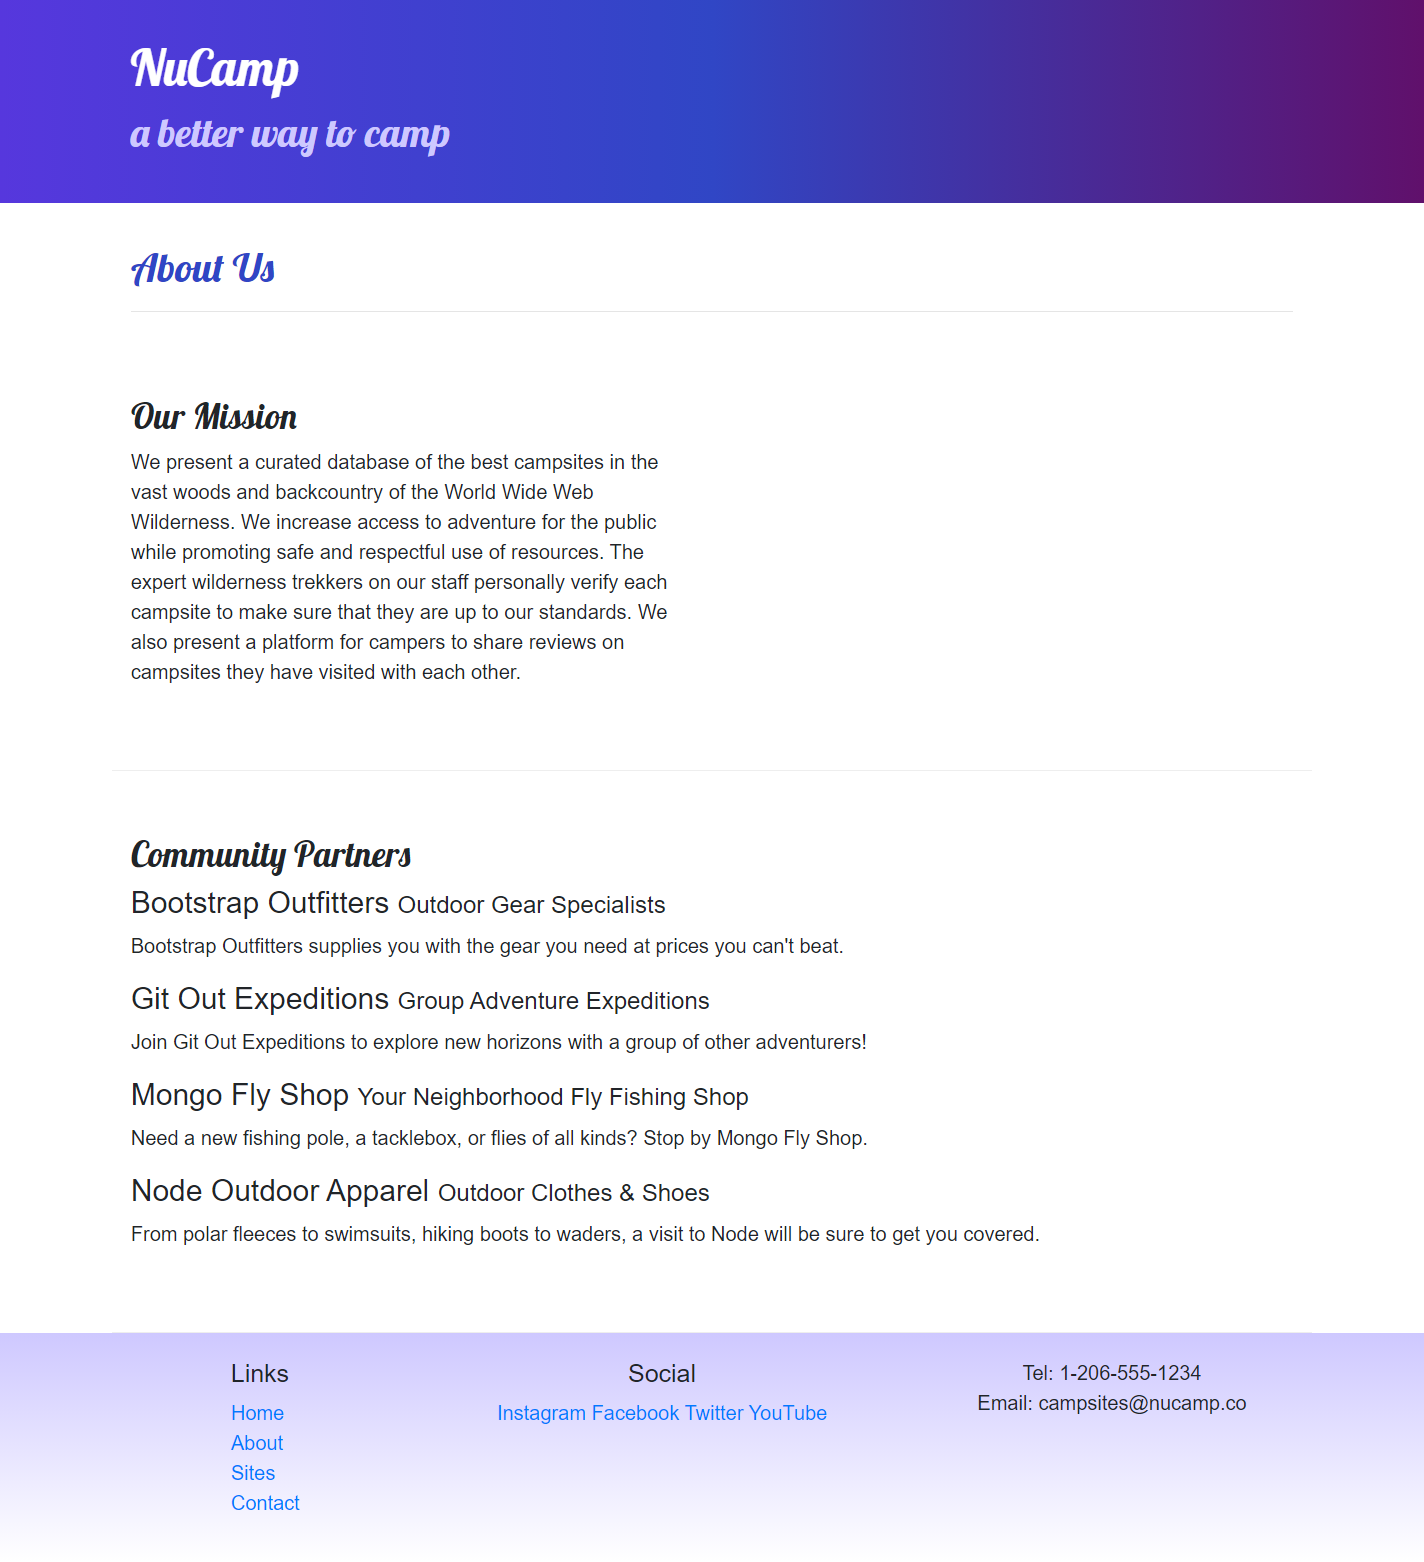 NuCamp
a better way to camp
About Us
Our Mission
We present a curated database of the best campsites in the
vast woods and backcountry of the World Wide Web
Wilderness. We increase access to adventure for the public
while promoting safe and respectful use of resources. The
expert wilderness trekkers on our staff personally verify each
campsite to make sure that they are up to our standards. We
also present a platform for campers to share reviews on
campsites they have visited with each other.
Community Partners
Bootstrap Outfitters Outdoor Gear Specialists
Bootstrap Outfitters supplies you with the gear you need at prices you can't beat.
Git Out Expeditions Group Adventure Expeditions
Join Git Out Expeditions to explore new horizons with a group of other adventurers!
Mongo Fly Shop Your Neighborhood Fly Fishing Shop
Need a new fishing pole, a tacklebox, or flies of all kinds? Stop by Mongo Fly Shop.
Node Outdoor Apparel Outdoor Clothes & Shoes
From polar fleeces to swimsuits, hiking boots to waders, a visit to Node will be sure to get you covered.
Links
Home
About
Sites
Contact
Social
Instagram Facebook Twitter YouTube
Tel: 1-206-555-1234
Email: campsites@nucamp.co